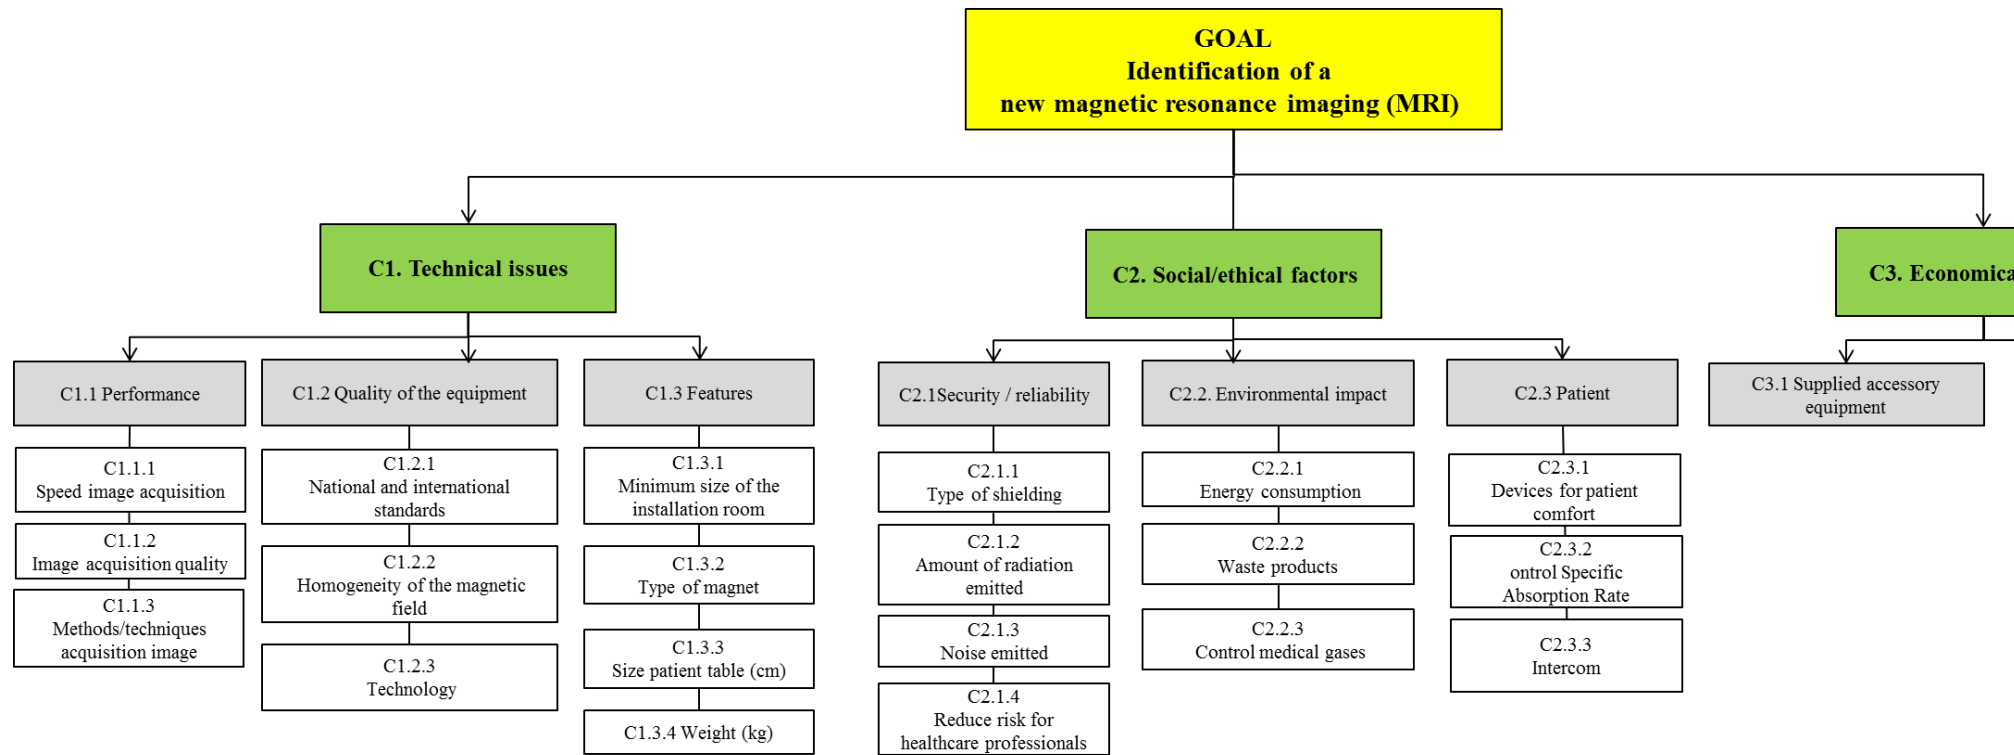 GOAL
Identification of a
new magnetic resonance imaging (MRI)
C1. Technical issues
C2. Social/ethical factors
C3. Economica
C1.1 Performance
C1.2 Quality of the equipment
C1.3 Features
C2.1Security / reliability
C2.2. Environmental impact
C2.3 Patient
C3.1 Supplied accessory
equipment
C1.1.1
Speed image acquisition
C1.1.2
Image acquisition quality
C1.1.3
Methods/techniques
acquisition image
C1.2.1
National and international
standards
C1.2.2
Homogeneity of the magnetic
field
C1.2.3
Technology
C1.3.1
Minimum size of the
installation room
C1.3.2
Type of magnet
C1.3.3
Size patient table (cm)
C1.3.4 Weight (kg)
C2.1.1
Type of shielding
C2.1.2
Amount of radiation
emitted
C2.1.3
Noise emitted
C2.1.4
Reduce risk for
healthcare professionals
C2.2.1
Energy consumption
C2.2.2
Waste products
C2.2.3
Control medical gases
C2.3.1
Devices for patient
comfort
C2.3.2
ontrol Specific
Absorption Rate
C2.3.3
Intercom